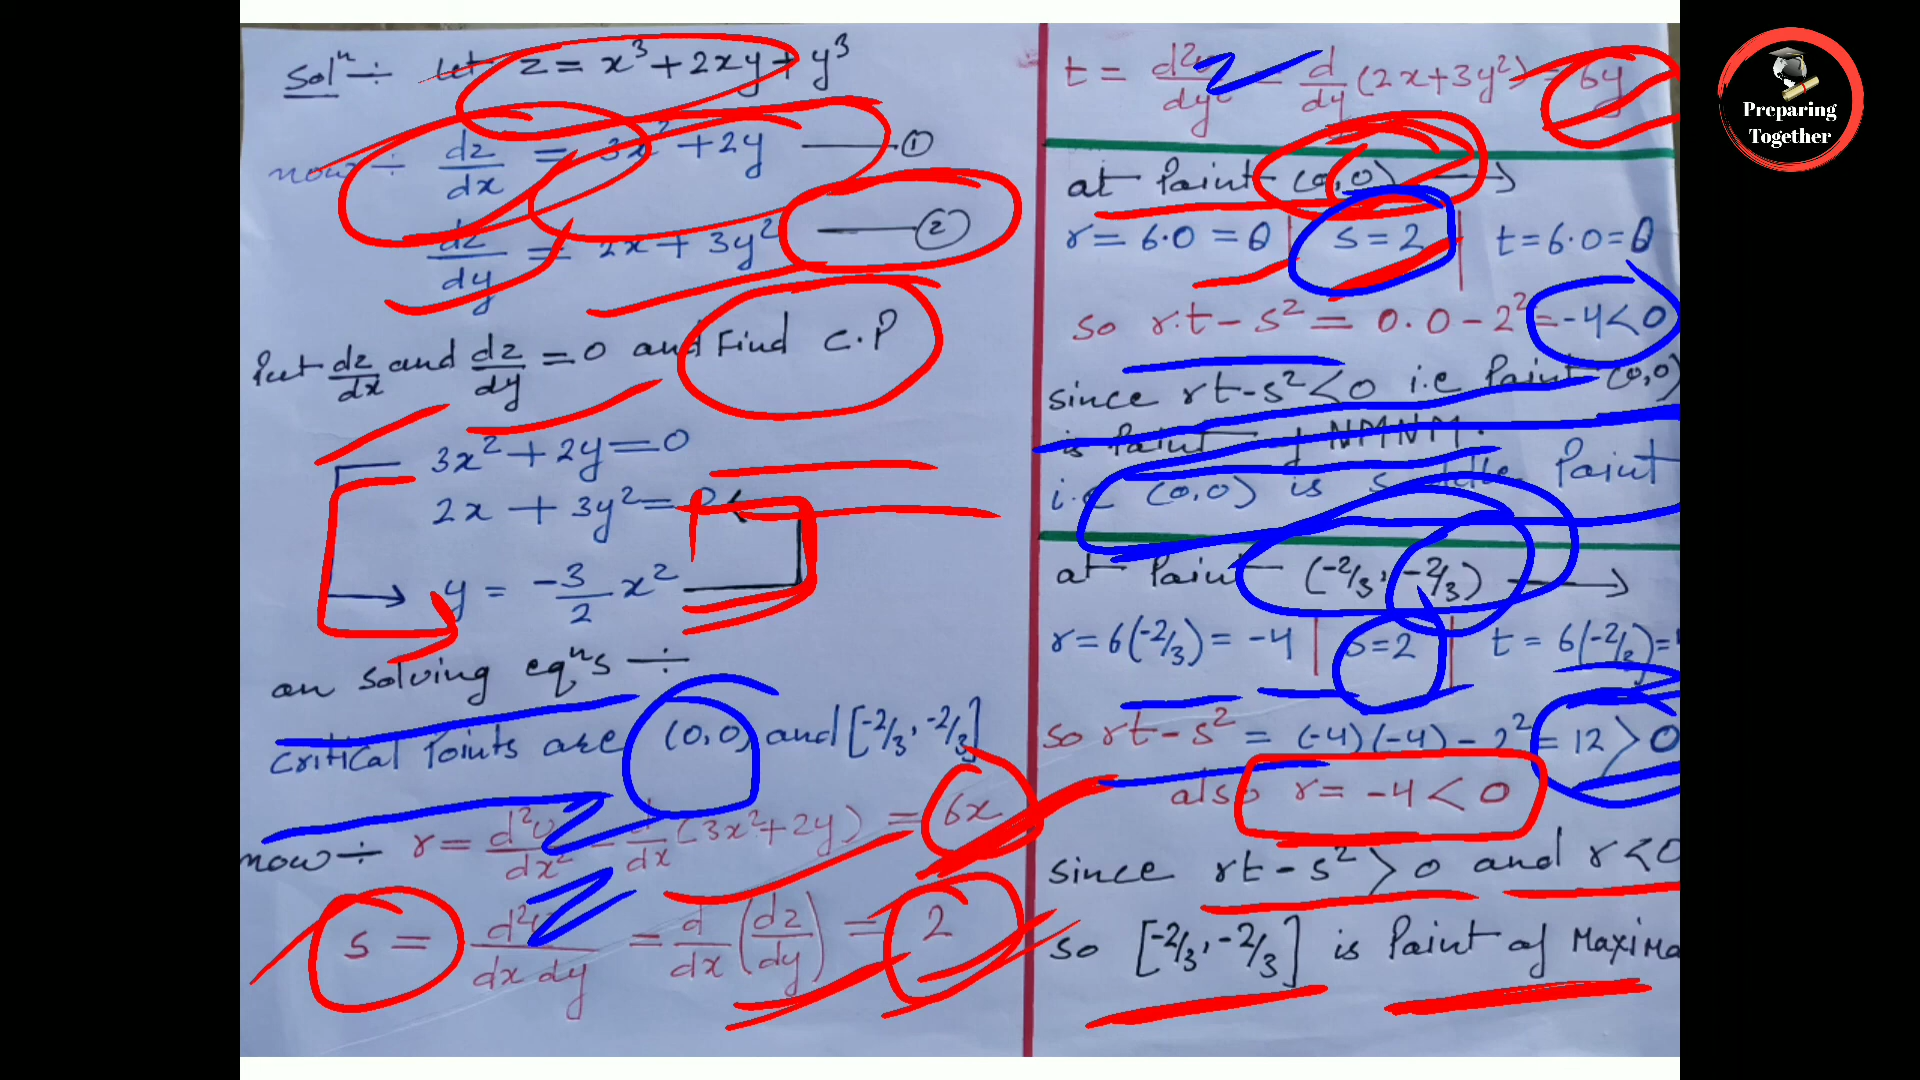 Solⁿ ÷ Let z = x³ + 2xy + y³
now ÷ dz/dx = 3x² + 2y —— ①
dz/dy = 2x + 3y² —— ②
Put dz/dx and dz/dy = 0 and Find C.P
3x² + 2y = 0
2x + 3y² = 0
y = -3/2 x²
on solving eqⁿs ÷
critical Points are (0,0) and [-2/3, -2/3]
now ÷ r = d²/dx² = d/dx (3x² + 2y) = 6x
s = d²/dx dy = d/dx (dz/dy) = 2
t = d²/dy² = d/dy (2x + 3y²) = 6y
at Point (0,0) →
r = 6·0 = 0 | s = 2 | t = 6·0 = 0
so r.t - s² = 0.0 - 2² = -4 < 0
since rt - s² < 0 i.e Point (0,0)
is Point of NMNM.
i.e (0,0) is saddle Point
at Point (-2/3, -2/3) →
r = 6(-2/3) = -4 | s = 2 | t = 6(-2/3) =
so rt - s² = (-4)(-4) - 2² = 12 > 0
also r = -4 < 0
since rt - s² > 0 and r < 0
so [-2/3, -2/3] is Point of Maxima
Preparing
Together